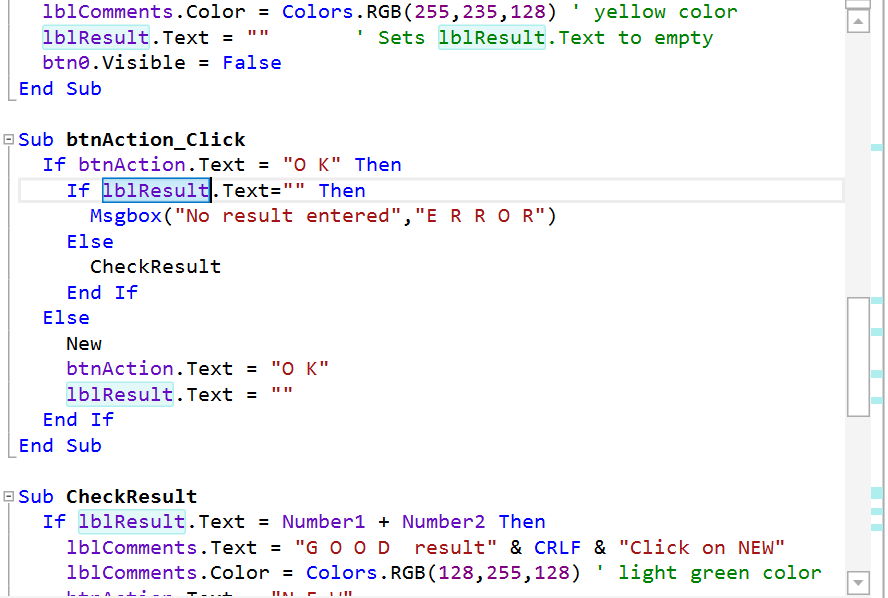 lblComments.Color = Colors.RGB(255,235,128) ' yellow color
lblResult.Text = ""       ' Sets lblResult.Text to empty
btn0.Visible = False
End Sub
Sub btnAction_Click
If btnAction.Text = "O K" Then
If lblResult.Text="" Then
Msgbox("No result entered","E R R O R")
Else
CheckResult
End If
Else
New
btnAction.Text = "O K"
lblResult.Text = ""
End If
End Sub
Sub CheckResult
If lblResult.Text = Number1 + Number2 Then
lblComments.Text = "G O O D  result" & CRLF & "Click on NEW"
lblComments.Color = Colors.RGB(128,255,128) ' light green color
btnAction.Text = "N E W"